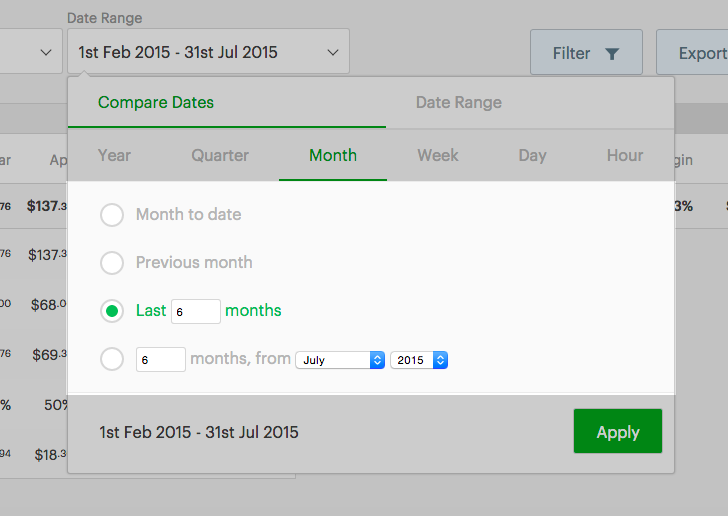 Date Range
1st Feb 2015 - 31st Jul 2015
Filter
Export
Compare Dates Date Range
Year Quarter Month Week Day Hour
Month to date
Previous month
Last 6 months
6 months, from July 2015
1st Feb 2015 - 31st Jul 2015
Apply
ar Ap gin
76 $137.3 3%
76 $137.3
00 $68.0
76 $69.3
% 50%
94 $18.3